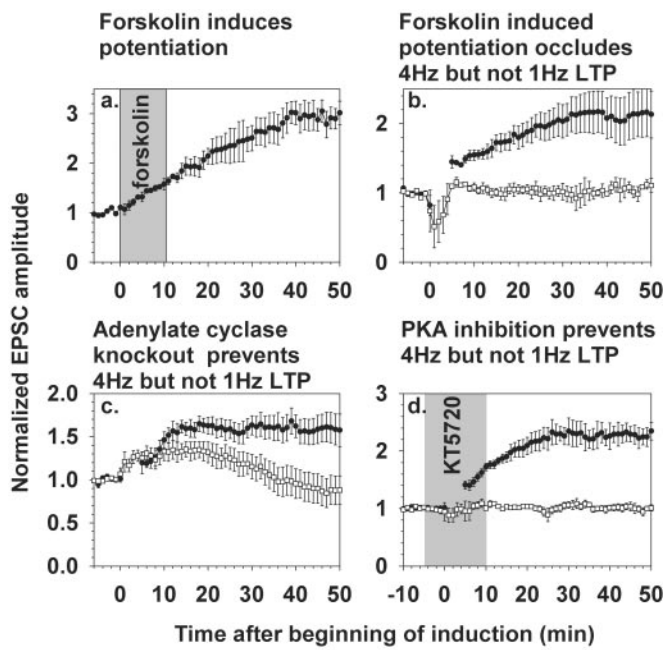 Forskolin induces
potentiation
a.
forskolin
3
2
1
0
0 10 20 30 40 50
Forskolin induced
potentiation occludes
4Hz but not 1Hz LTP
b.
2
1
0
0 10 20 30 40 50
Adenylate cyclase
knockout prevents
4Hz but not 1Hz LTP
c.
2.0
1.5
1.0
0.5
0.0
0 10 20 30 40 50
PKA inhibition prevents
4Hz but not 1Hz LTP
d.
KT5720
3
2
1
0
-10 0 10 20 30 40 50
Normalized EPSC amplitude
Time after beginning of induction (min)